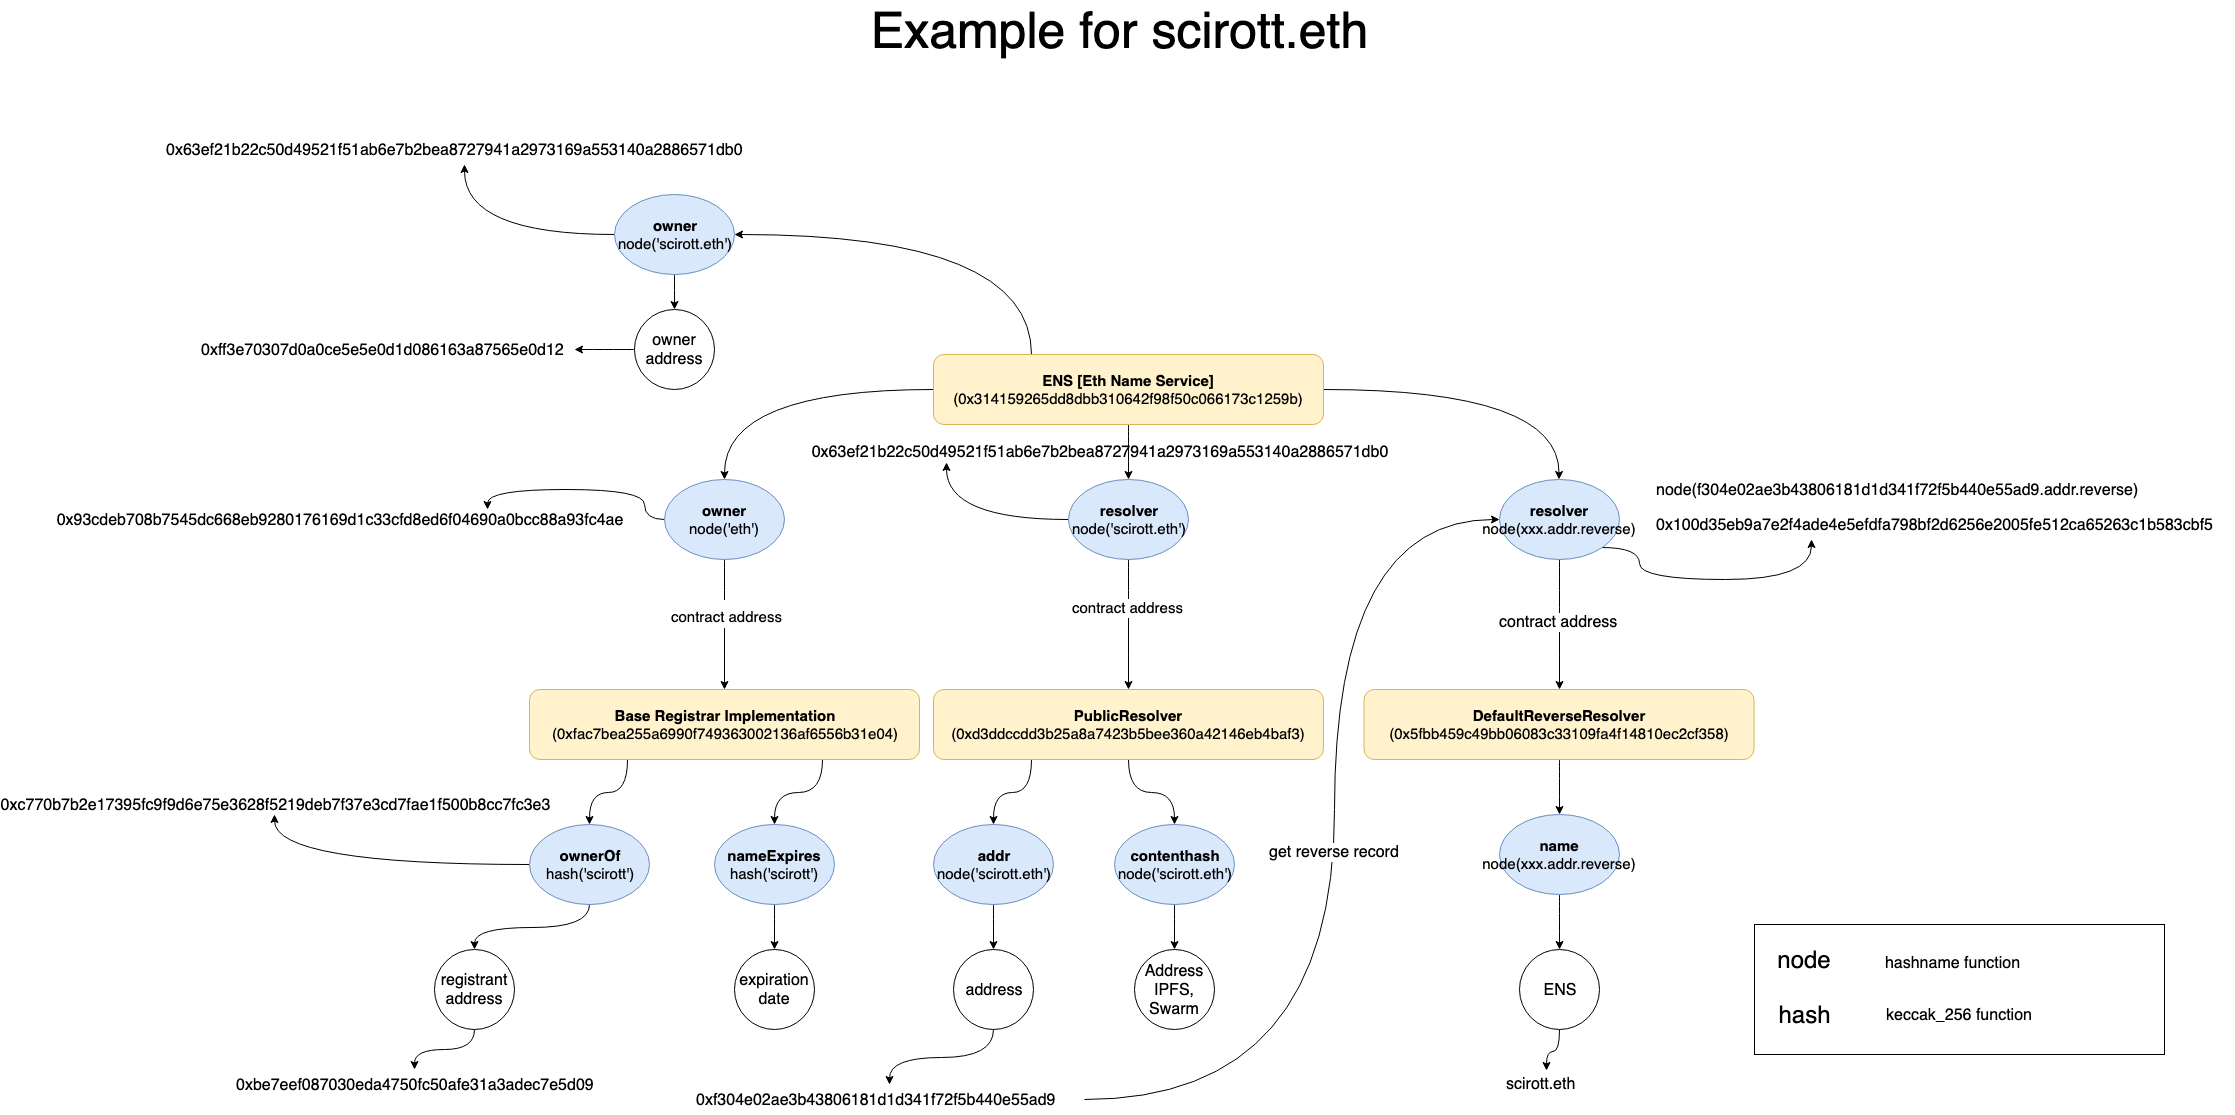 Example for scirott.eth
0x63ef21b22c50d49521f51ab6e7b2bea8727941a2973169a553140a2886571db0
owner
node('scirott.eth')
owner
address
0xff3e70307d0a0ce5e5e0d1d086163a87565e0d12
ENS [Eth Name Service]
(0x314159265dd8dbb310642f98f50c066173c1259b)
0x63ef21b22c50d49521f51ab6e7b2bea8727941a2973169a553140a2886571db0
node(f304e02ae3b43806181d1d341f72f5b440e55ad9.addr.reverse)
0x100d35eb9a7e2f4ade4e5efdfa798bf2d6256e2005fe512ca65263c1b583cbf5
0x93cdeb708b7545dc668eb9280176169d1c33cfd8ed6f04690a0bcc88a93fc4ae
owner
node('eth')
resolver
node('scirott.eth')
resolver
node(xxx.addr.reverse)
contract address
contract address
contract address
Base Registrar Implementation
(0xfac7bea255a6990f749363002136af6556b31e04)
PublicResolver
(0xd3ddccdd3b25a8a7423b5bee360a42146eb4baf3)
DefaultReverseResolver
(0x5fbb459c49bb06083c33109fa4f14810ec2cf358)
0xc770b7b2e17395fc9f9d6e75e3628f5219deb7f37e3cd7fae1f500b8cc7fc3e3
ownerOf
hash('scirott')
nameExpires
hash('scirott')
addr
node('scirott.eth')
contenthash
node('scirott.eth')
get reverse record
name
node(xxx.addr.reverse)
registrant
address
expiration
date
address
Address
IPFS,
Swarm
ENS
0xbe7eef087030eda4750fc50afe31a3adec7e5d09
0xf304e02ae3b43806181d1d341f72f5b440e55ad9
scirott.eth
node hashname function
hash keccak_256 function